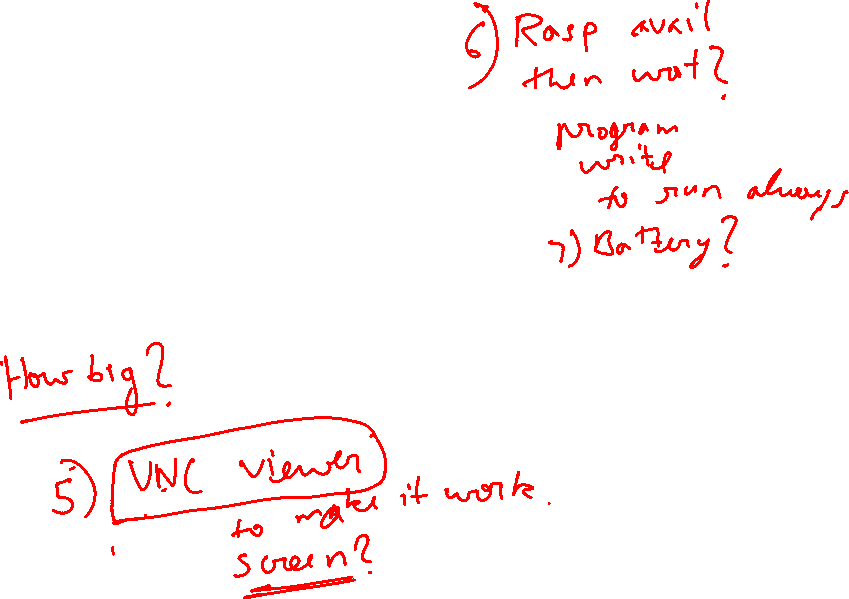 6) Rasp avail
then wat?
program
write
to run always
7) Battery?
How big?
5) VNC viewer
to make it work.
screen?